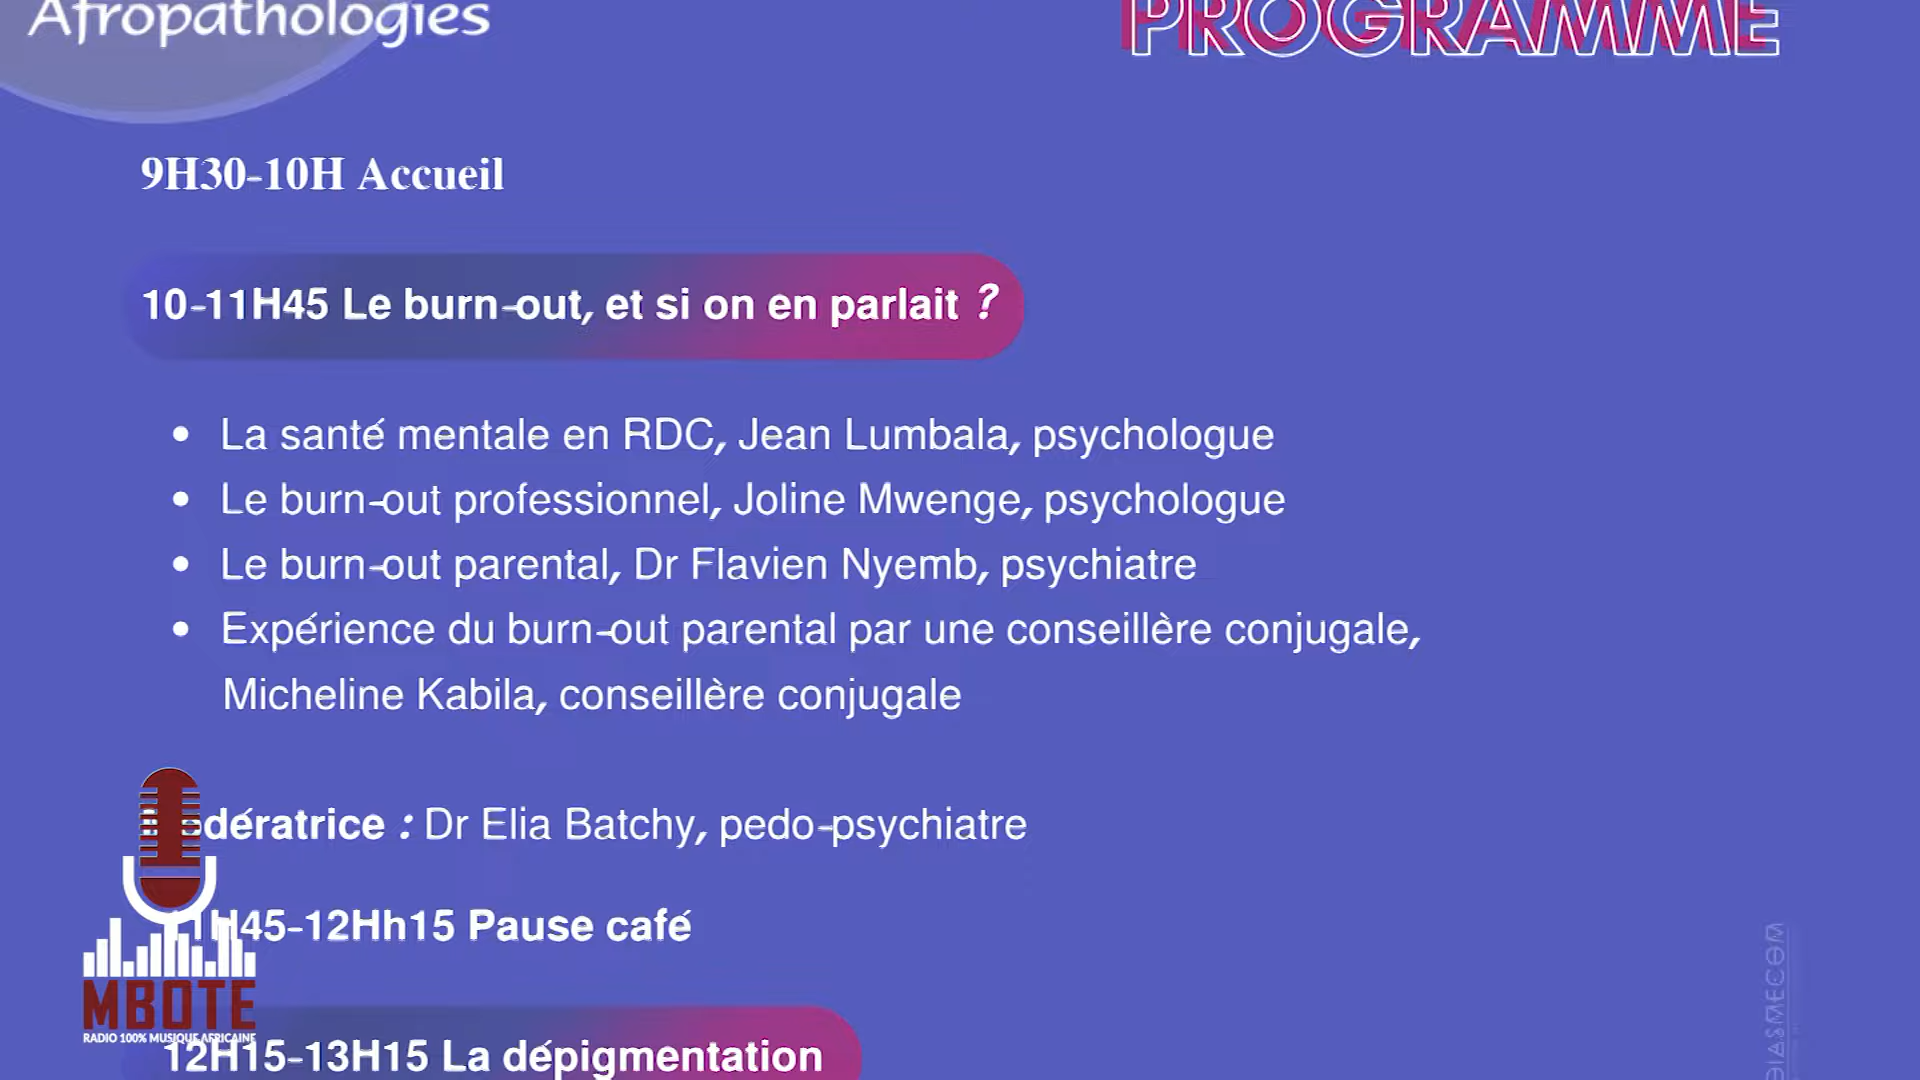 Afropathologies
PROGRAMME
9H30-10H Accueil
10-11H45 Le burn-out, et si on en parlait ?
• La santé mentale en RDC, Jean Lumbala, psychologue
• Le burn-out professionnel, Joline Mwenge, psychologue
• Le burn-out parental, Dr Flavien Nyemb, psychiatre
• Expérience du burn-out parental par une conseillère conjugale,
Micheline Kabila, conseillère conjugale
Modératrice : Dr Elia Batchy, pedo-psychiatre
11H45-12Hh15 Pause café
MBOTE
RADIO 100% MUSIQUE AFRICAINE
12H15-13H15 La dépigmentation